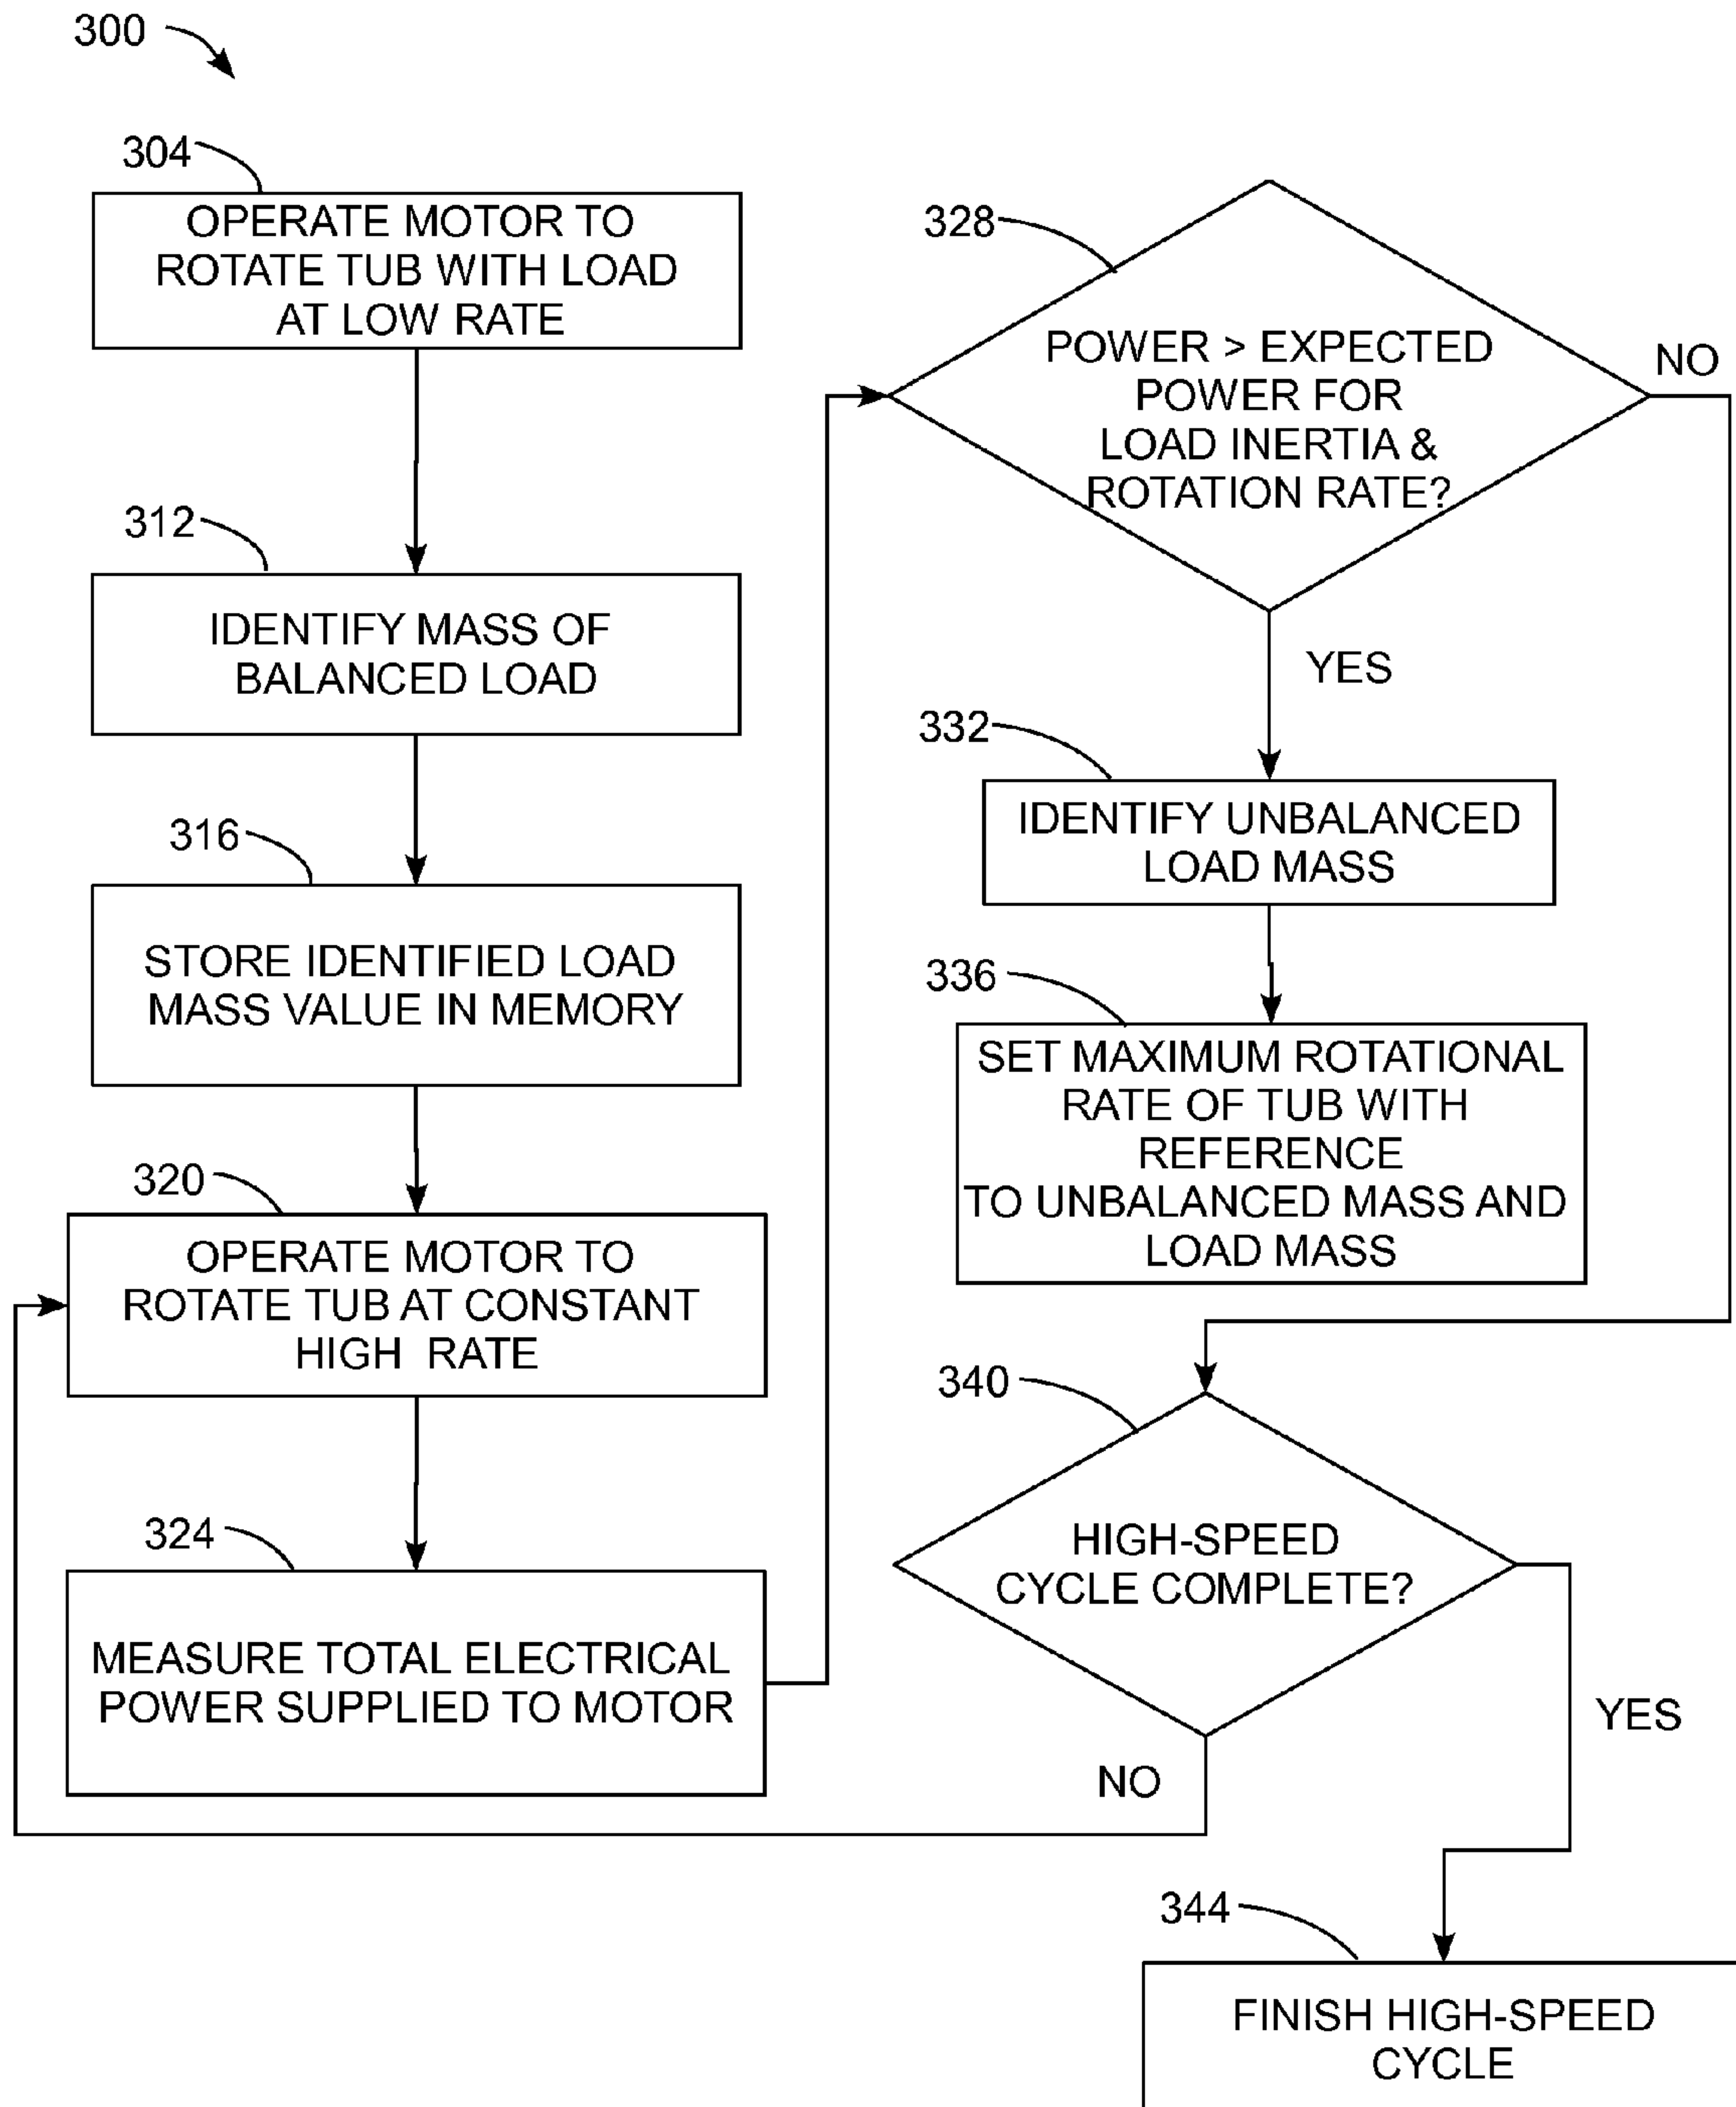 300
304
OPERATE MOTOR TO
ROTATE TUB WITH LOAD
AT LOW RATE
312
IDENTIFY MASS OF
BALANCED LOAD
316
STORE IDENTIFIED LOAD
MASS VALUE IN MEMORY
320
OPERATE MOTOR TO
ROTATE TUB AT CONSTANT
HIGH RATE
324
MEASURE TOTAL ELECTRICAL
POWER SUPPLIED TO MOTOR
328
POWER > EXPECTED
POWER FOR
LOAD INERTIA &
ROTATION RATE?
NO
YES
332
IDENTIFY UNBALANCED
LOAD MASS
336
SET MAXIMUM ROTATIONAL
RATE OF TUB WITH
REFERENCE
TO UNBALANCED MASS AND
LOAD MASS
340
HIGH-SPEED
CYCLE COMPLETE?
NO
YES
344
FINISH HIGH-SPEED
CYCLE